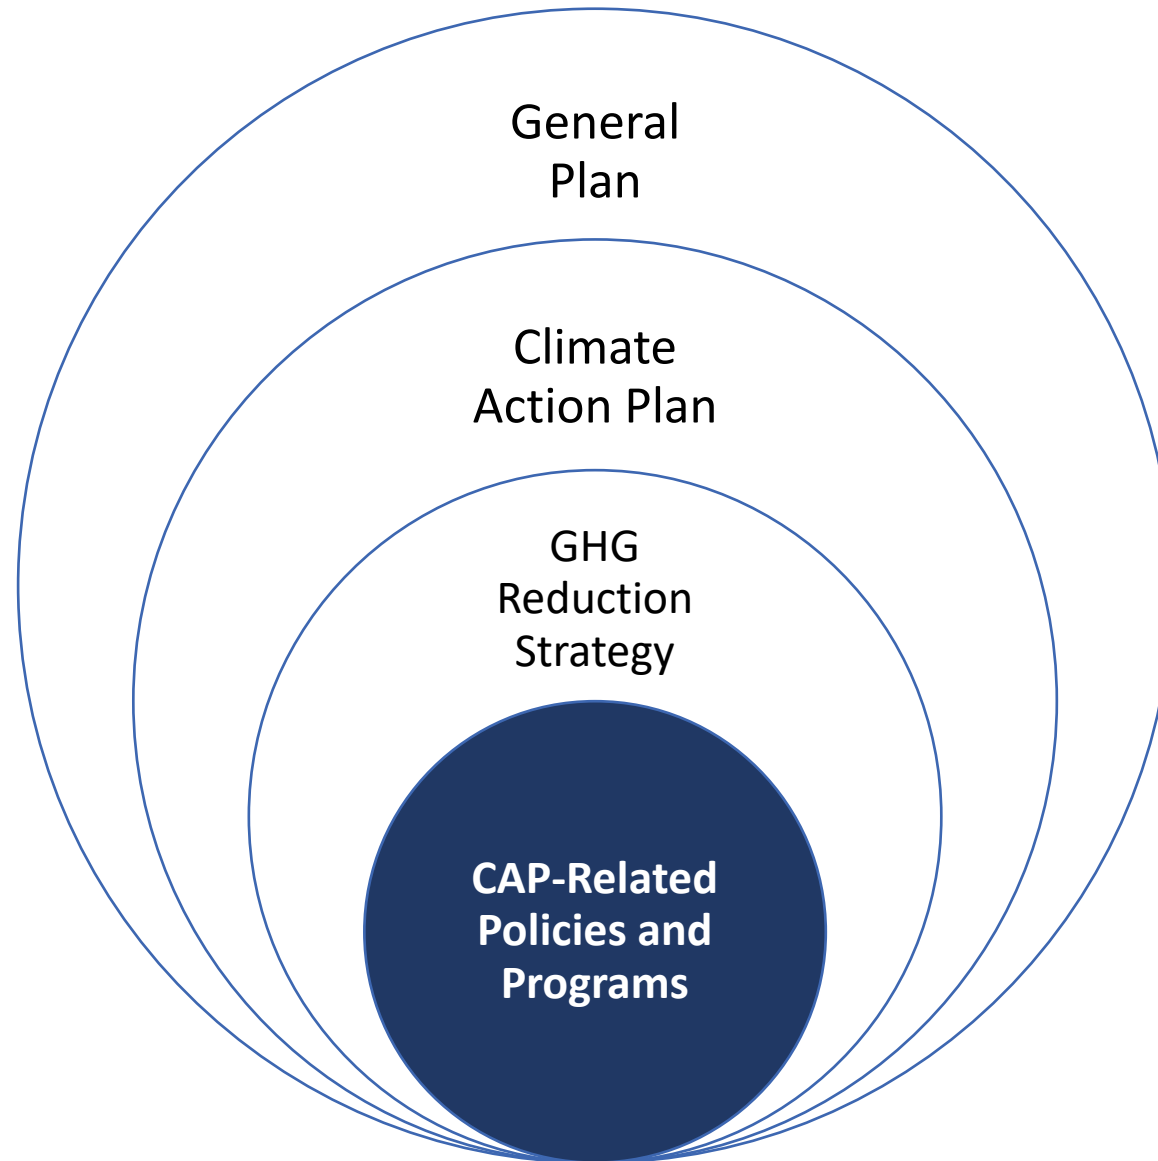 General
Plan
Climate
Action Plan
GHG
Reduction
Strategy
CAP-Related
Policies and
Programs